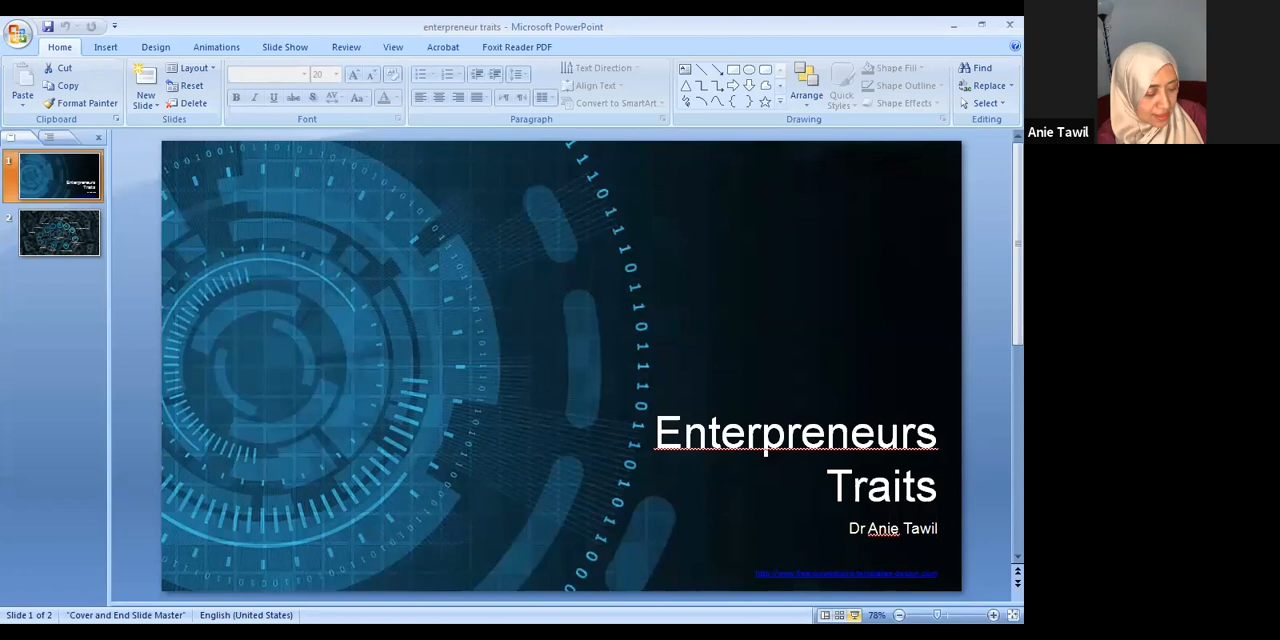 enterpreneur traits - Microsoft PowerPoint
Home Insert Design Animations Slide Show Review View Acrobat Foxit Reader PDF
Paste
Cut
Copy
Format Painter
Clipboard
New
Slide
Layout
Reset
Delete
Slides
20
Font
Text Direction
Align Text
Convert to SmartArt
Paragraph
Arrange
Quick
Styles
Shape Fill
Shape Outline
Shape Effects
Drawing
Find
Replace
Select
Editing
Anie Tawil
1
2
Enterpreneurs
Traits
Dr Anie Tawil
Slide 1 of 2 "Cover and End Slide Master" English (United States) 78%